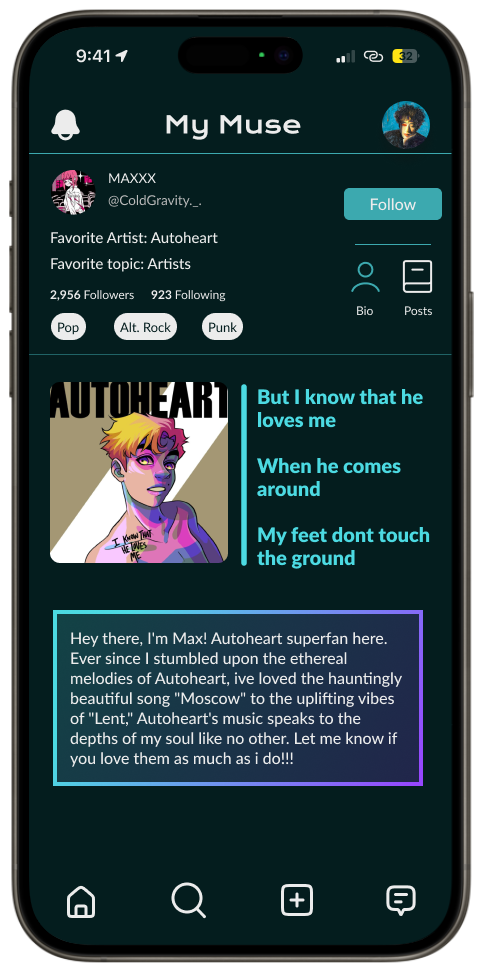 9:41
32
My Muse
MAXXX
@ColdGravity._.
Follow
Favorite Artist: Autoheart
Favorite topic: Artists
2,956 Followers 923 Following
Bio
Posts
Pop
Alt. Rock
Punk
AUTOHEART
I KNOW THAT
HE LOVES
ME
But I know that he
loves me
When he comes
around
My feet dont touch
the ground
Hey there, I'm Max! Autoheart superfan here.
Ever since I stumbled upon the ethereal
melodies of Autoheart, ive loved the hauntingly
beautiful song "Moscow" to the uplifting vibes
of "Lent," Autoheart's music speaks to the
depths of my soul like no other. Let me know if
you love them as much as i do!!!